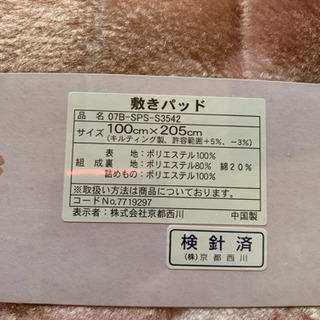 敷きパッド
品 名 07B-SPS-S3542
サイズ 100cm×205cm
(キルティング製、許容範囲+5%、-3%)
表 地:ポリエステル100%
組 成 裏 地:ポリエステル80% 綿20%
詰めもの:ポリエステル100%
※取扱い方法は商品に記載してあります。
コードNo,7719297
表示者:株式会社京都西川 中国製
検 針 済
(株)京都西川